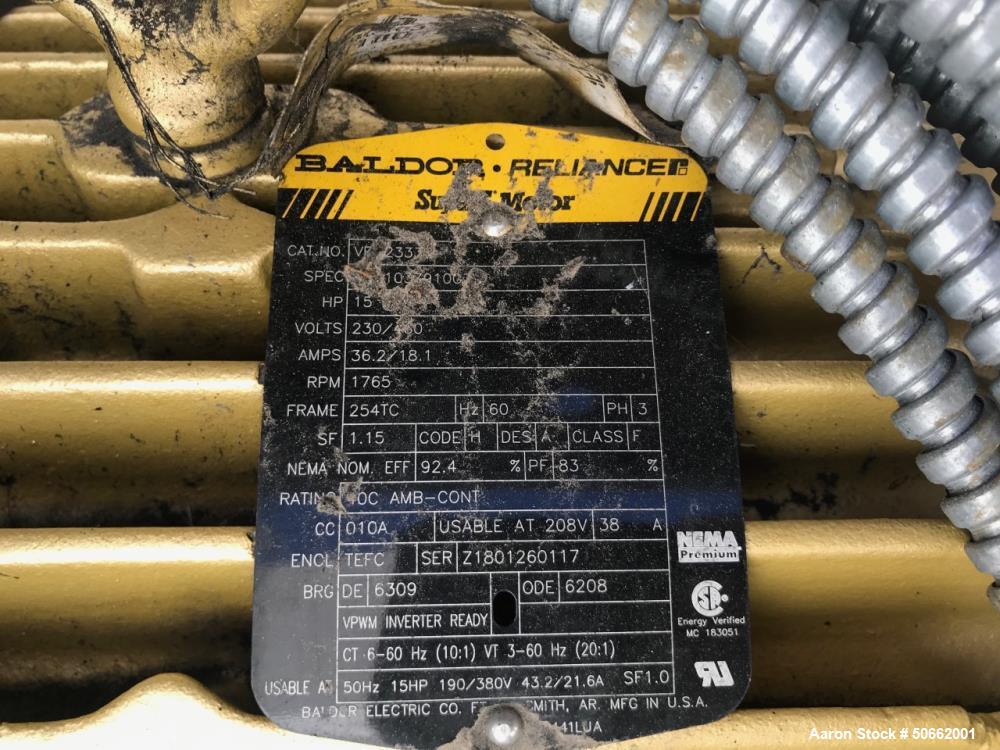 BALDOR · RELIANCE
CAT.NO.
SPEC
HP 15
VOLTS 230/
AMPS 36.2/18.1
RPM 1765
FRAME 254TC Hz 60 PH 3
SF 1.15 CODE H DES A CLASS F
NEMA NOM. EFF 92.4 % PF 83 %
40C AMB-CONT
CC 010A USABLE AT 208V 38 A
ENCL TEFC SER Z1801260117
BRG DE 6309 ODE 6208
VPWM INVERTER READY
CT 6-60 Hz (10:1) VT 3-60 Hz (20:1)
USABLE AT 50Hz 15HP 190/380V 43.2/21.6A SF1.0
BALDOR ELECTRIC CO. AR. MFG IN U.S.A.
NEMA
Premium
Energy Verified
MC 183051
Aaron Stock # 50662001